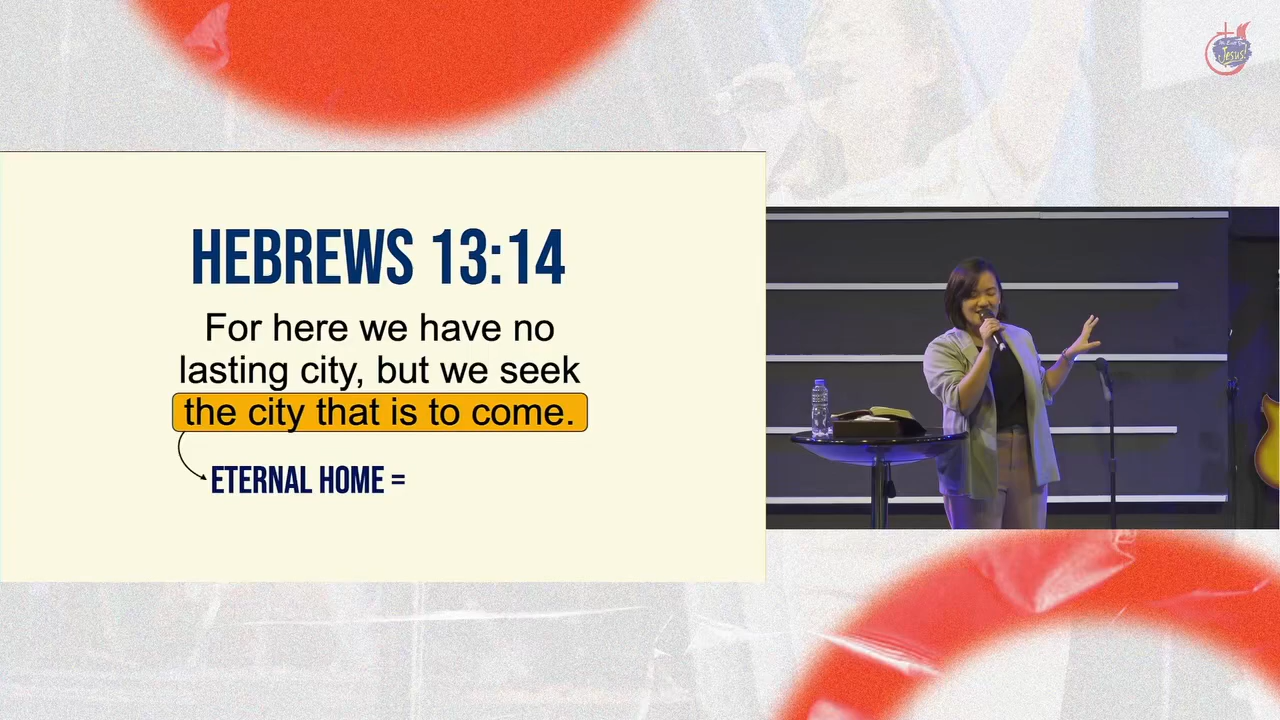 HEBREWS 13:14
For here we have no
lasting city, but we seek
the city that is to come.
ETERNAL HOME =
Jesus!